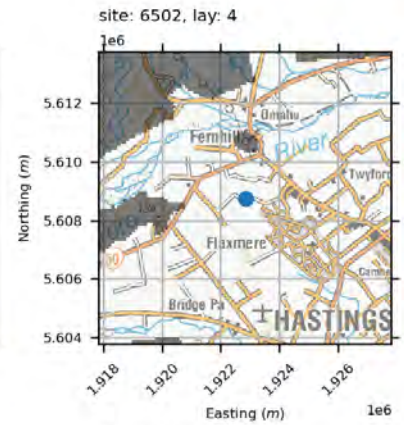 site: 6502, lay: 4
1e6
5.612
5.610
5.608
5.606
5.604
Northing (m)
Omahu
Fernhill
River
Twyford
Flaxmere
Bridge Pa
HASTINGS
1.918
1.920
1.922
1.924
1.926
1e6
Easting (m)